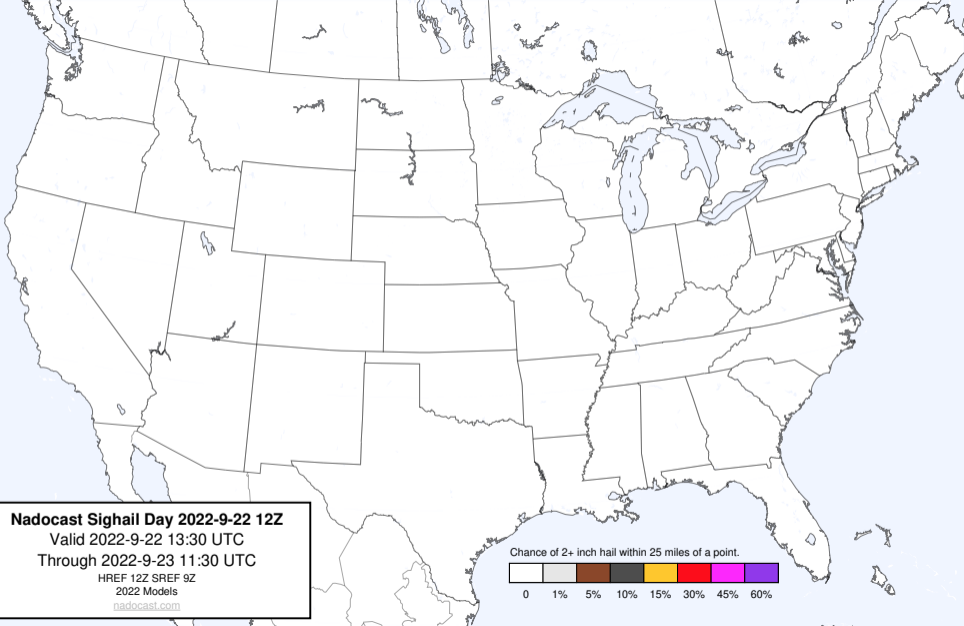 Nadocast Sighail Day 2022-9-22 12Z
Valid 2022-9-22 13:30 UTC
Through 2022-9-23 11:30 UTC
HREF 12Z SREF 9Z
2022 Models
nadocast.com
Chance of 2+ inch hail within 25 miles of a point.
0 1% 5% 10% 15% 30% 45% 60%